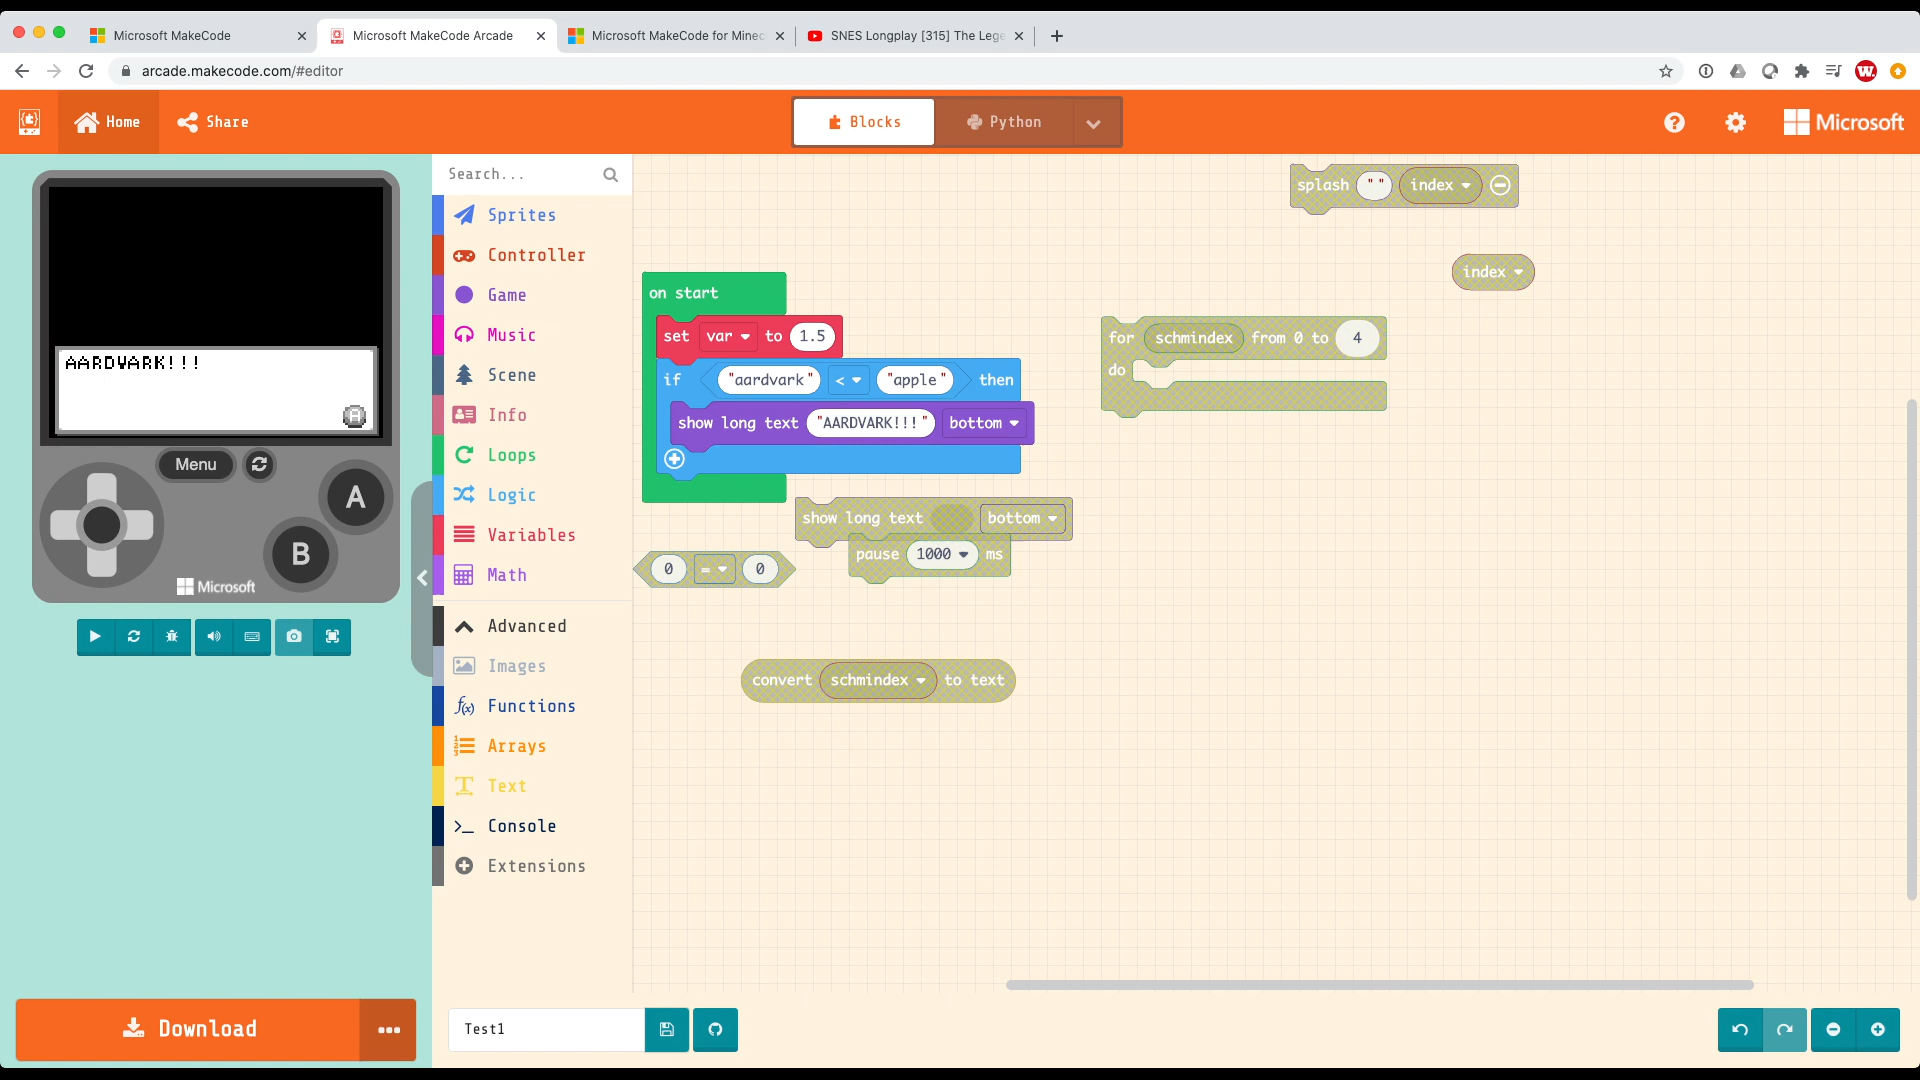 Microsoft MakeCode
Microsoft MakeCode Arcade
Microsoft MakeCode for Minec
SNES Longplay [315] The Lege
arcade.makecode.com/#editor
Home
Share
Blocks
Python
Microsoft
AARDVARK!!!
Menu
A
B
Microsoft
Download
Search...
Sprites
Controller
Game
Music
Scene
Info
Loops
Logic
Variables
Math
Advanced
Images
Functions
Arrays
Text
Console
Extensions
splash " " index
index
on start
set var to 1.5
if "aardvark" < "apple" then
show long text "AARDVARK!!!" bottom
for schmindex from 0 to 4
do
show long text bottom
pause 1000 ms
0 = 0
convert schmindex to text
Test1